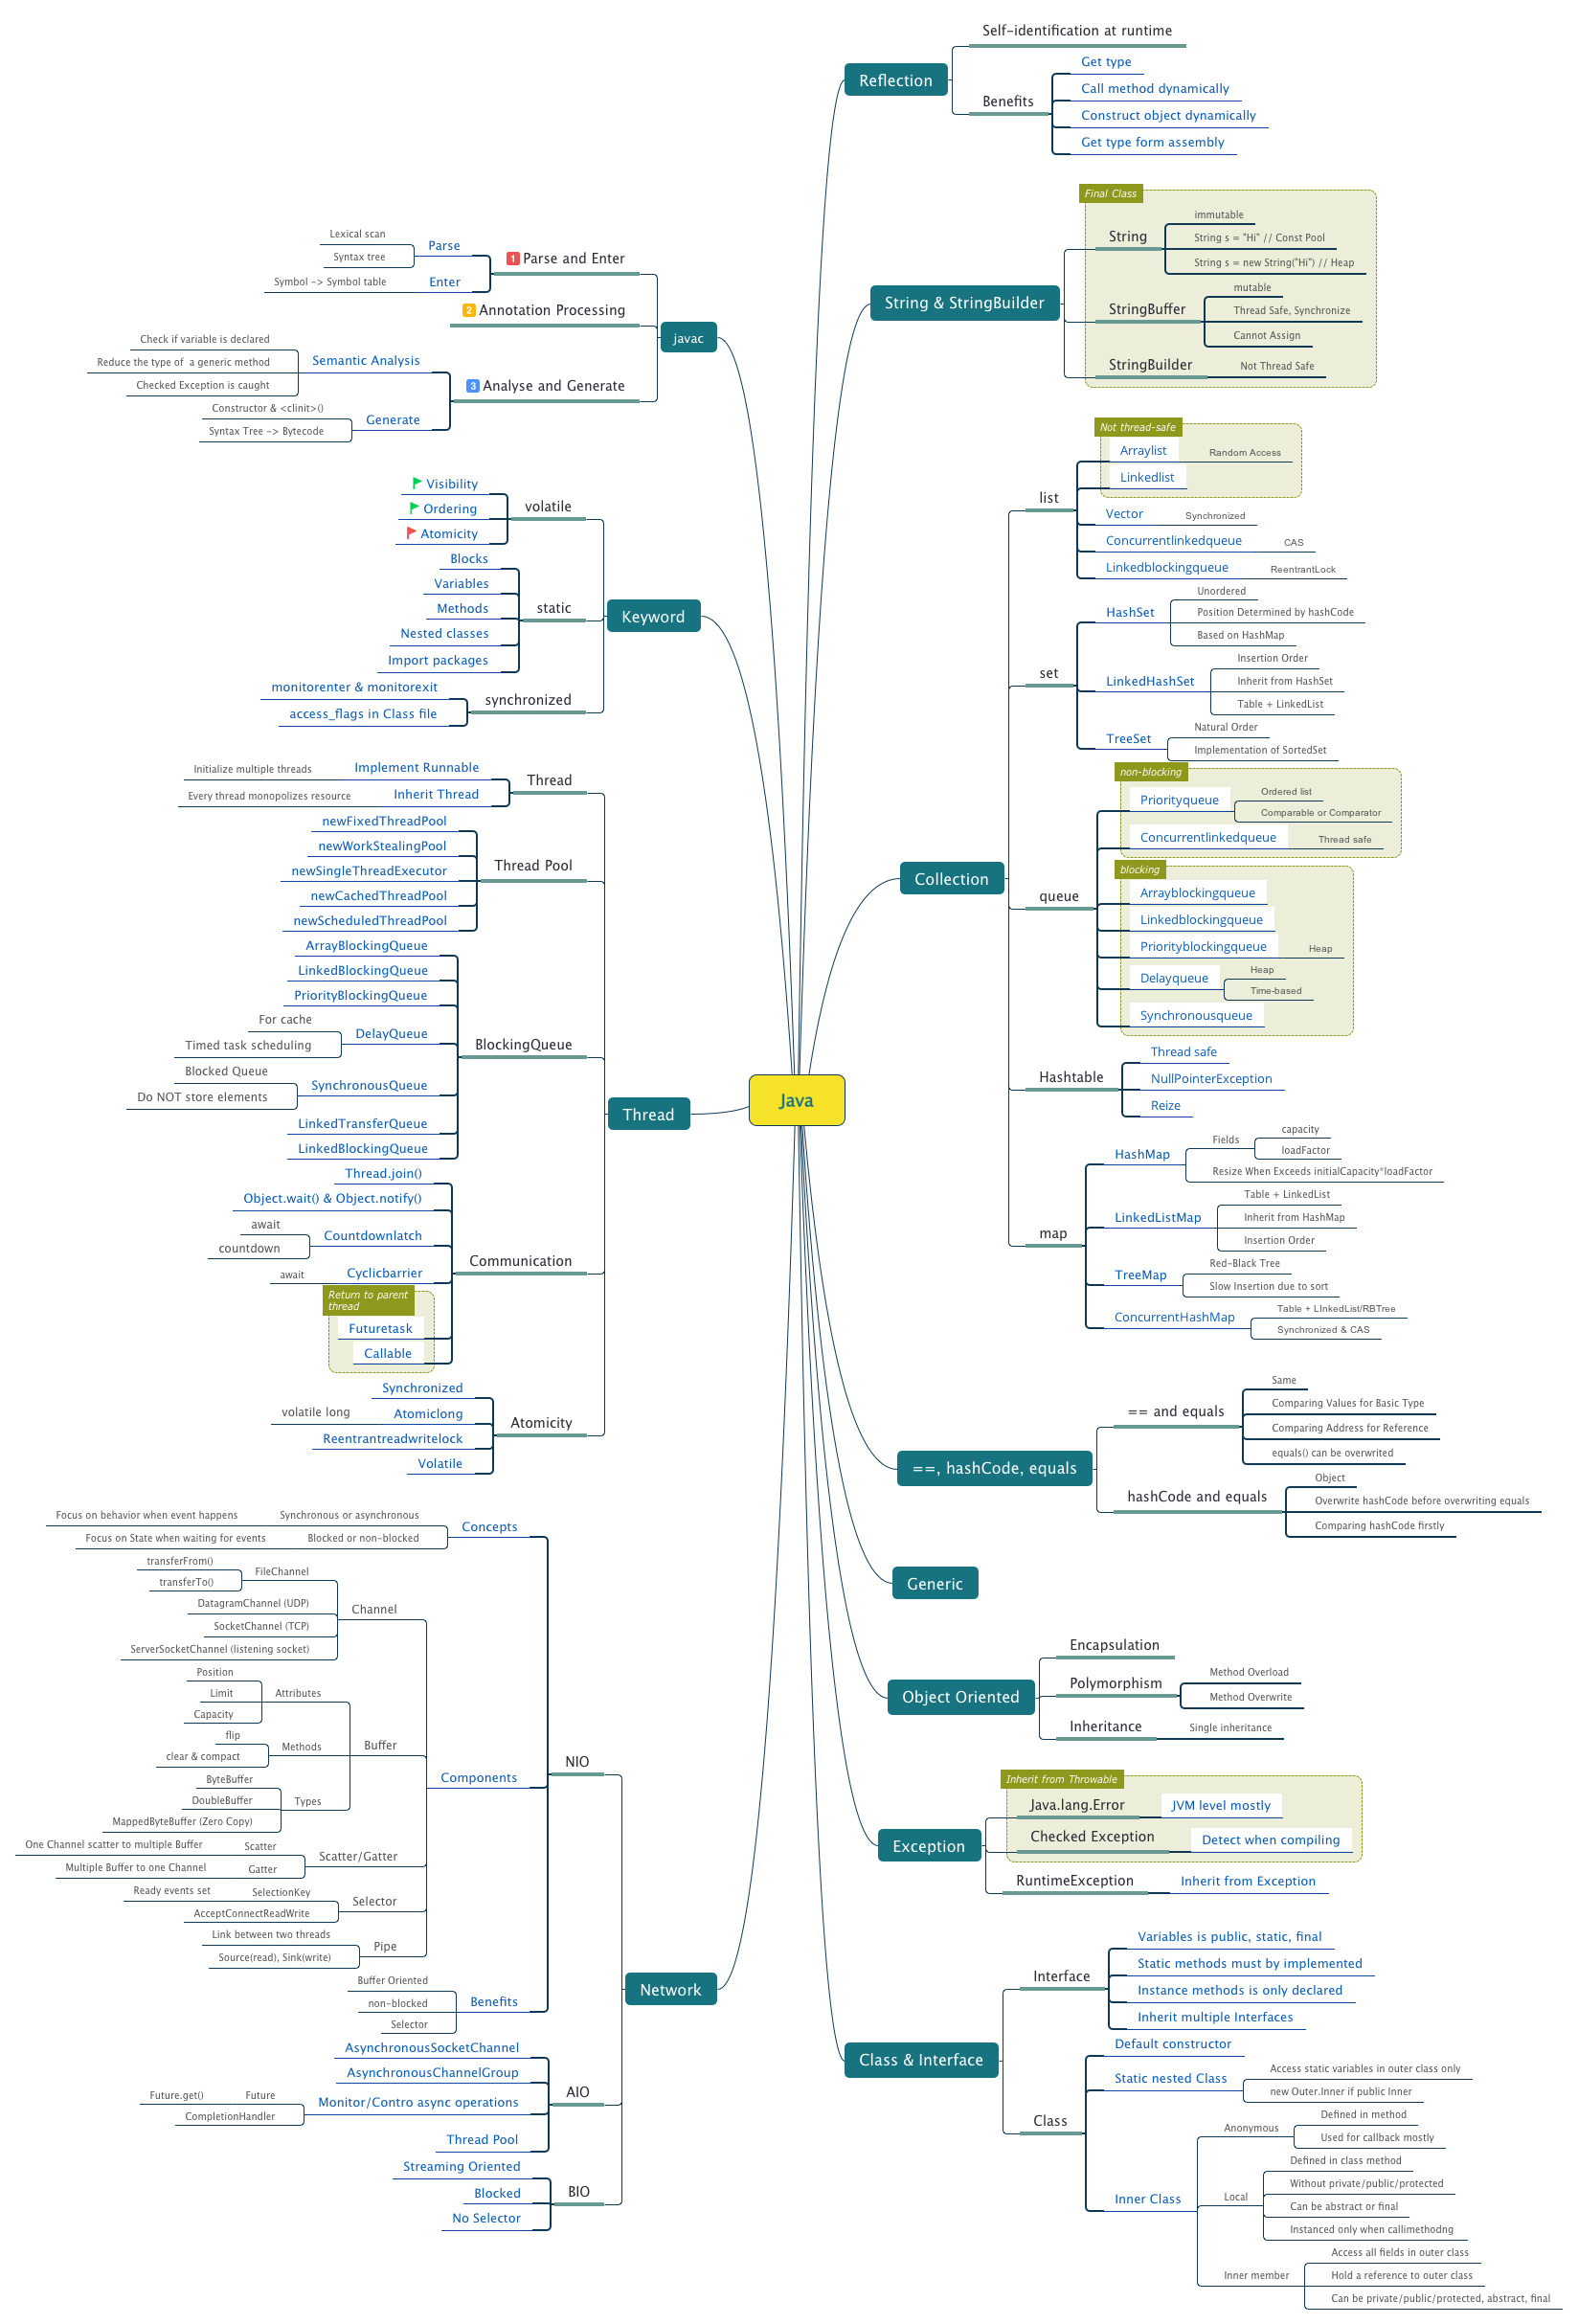 Java
Reflection
Self-identification at runtime
Benefits
Get type
Call method dynamically
Construct object dynamically
Get type form assembly
String & StringBuilder
Final Class
String
immutable
String s = "Hi" // Const Pool
String s = new String("Hi") // Heap
StringBuffer
mutable
Thread Safe, Synchronize
Cannot Assign
StringBuilder
Not Thread Safe
Collection
list
Not thread-safe
Arraylist
Random Access
Linkedlist
Vector
Synchronized
Concurrentlinkedqueue
CAS
Linkedblockingqueue
ReentrantLock
set
HashSet
Unordered
Position Determined by hashCode
Based on HashMap
LinkedHashSet
Insertion Order
Inherit from HashSet
Table + LinkedList
TreeSet
Natural Order
Implementation of SortedSet
queue
non-blocking
Priorityqueue
Ordered list
Comparable or Comparator
Concurrentlinkedqueue
Thread safe
blocking
Arrayblockingqueue
Linkedblockingqueue
Priorityblockingqueue
Heap
Delayqueue
Heap
Time-based
Synchronousqueue
Hashtable
Thread safe
NullPointerException
Reize
map
HashMap
Fields
capacity
loadFactor
Resize When Exceeds initialCapacity*loadFactor
LinkedListMap
Table + LinkedList
Inherit from HashMap
Insertion Order
TreeMap
Red-Black Tree
Slow Insertion due to sort
ConcurrentHashMap
Table + LInkedList/RBTree
Synchronized & CAS
==, hashCode, equals
== and equals
Same
Comparing Values for Basic Type
Comparing Address for Reference
equals() can be overwrited
hashCode and equals
Object
Overwrite hashCode before overwriting equals
Comparing hashCode firstly
Generic
Object Oriented
Encapsulation
Polymorphism
Method Overload
Method Overwrite
Inheritance
Single inheritance
Exception
Inherit from Throwable
Java.lang.Error
JVM level mostly
Checked Exception
Detect when compiling
RuntimeException
Inherit from Exception
Class & Interface
Interface
Variables is public, static, final
Static methods must by implemented
Instance methods is only declared
Inherit multiple Interfaces
Class
Default constructor
Static nested Class
Access static variables in outer class only
new Outer.Inner if public Inner
Inner Class
Anonymous
Defined in method
Used for callback mostly
Local
Defined in class method
Without private/public/protected
Can be abstract or final
Instanced only when callimethodng
Inner member
Access all fields in outer class
Hold a reference to outer class
Can be private/public/protected, abstract, final
javac
1 Parse and Enter
Parse
Lexical scan
Syntax tree
Enter
Symbol -> Symbol table
2 Annotation Processing
3 Analyse and Generate
Semantic Analysis
Check if variable is declared
Reduce the type of a generic method
Checked Exception is caught
Generate
Constructor & <clinit>()
Syntax Tree -> Bytecode
Keyword
volatile
Visibility
Ordering
Atomicity
static
Blocks
Variables
Methods
Nested classes
Import packages
synchronized
monitorenter & monitorexit
access_flags in Class file
Thread
Thread
Implement Runnable
Initialize multiple threads
Inherit Thread
Every thread monopolizes resource
Thread Pool
newFixedThreadPool
newWorkStealingPool
newSingleThreadExecutor
newCachedThreadPool
newScheduledThreadPool
BlockingQueue
ArrayBlockingQueue
LinkedBlockingQueue
PriorityBlockingQueue
DelayQueue
For cache
Timed task scheduling
SynchronousQueue
Blocked Queue
Do NOT store elements
LinkedTransferQueue
LinkedBlockingQueue
Communication
Thread.join()
Object.wait() & Object.notify()
Countdownlatch
await
countdown
Cyclicbarrier
await
Return to parent
thread
Futuretask
Callable
Atomicity
Synchronized
Atomiclong
volatile long
Reentrantreadwritelock
Volatile
Network
NIO
Concepts
Synchronous or asynchronous
Focus on behavior when event happens
Blocked or non-blocked
Focus on State when waiting for events
Components
Channel
FileChannel
transferFrom()
transferTo()
DatagramChannel (UDP)
SocketChannel (TCP)
ServerSocketChannel (listening socket)
Buffer
Attributes
Position
Limit
Capacity
Methods
flip
clear & compact
Types
ByteBuffer
DoubleBuffer
MappedByteBuffer (Zero Copy)
Scatter/Gatter
Scatter
One Channel scatter to multiple Buffer
Gatter
Multiple Buffer to one Channel
Selector
SelectionKey
Ready events set
AcceptConnectReadWrite
Pipe
Link between two threads
Source(read), Sink(write)
Benefits
Buffer Oriented
non-blocked
Selector
AIO
AsynchronousSocketChannel
AsynchronousChannelGroup
Monitor/Contro async operations
Future
Future.get()
CompletionHandler
Thread Pool
BIO
Streaming Oriented
Blocked
No Selector